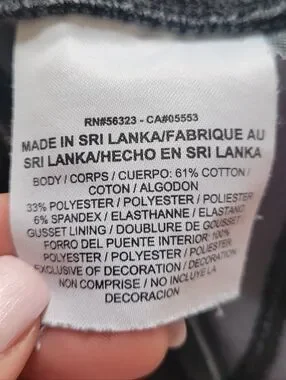 RN#56323 - CA#05553
MADE IN SRI LANKA/FABRIQUE AU
SRI LANKA/HECHO EN SRI LANKA
BODY / CORPS / CUERPO: 61% COTTON /
COTON / ALGODON
33% POLYESTER / POLYESTER / POLIESTER
6% SPANDEX / ELASTHANNE / ELASTANO
GUSSET LINING / DOUBLURE DE GOUSSET
FORRO DEL PUENTE INTERIOR: 100%
POLYESTER / POLYESTER / POLIESTER
EXCLUSIVE OF DECORATION / DECORATION
NON COMPRISE / NO INCLUYE LA
DECORACION